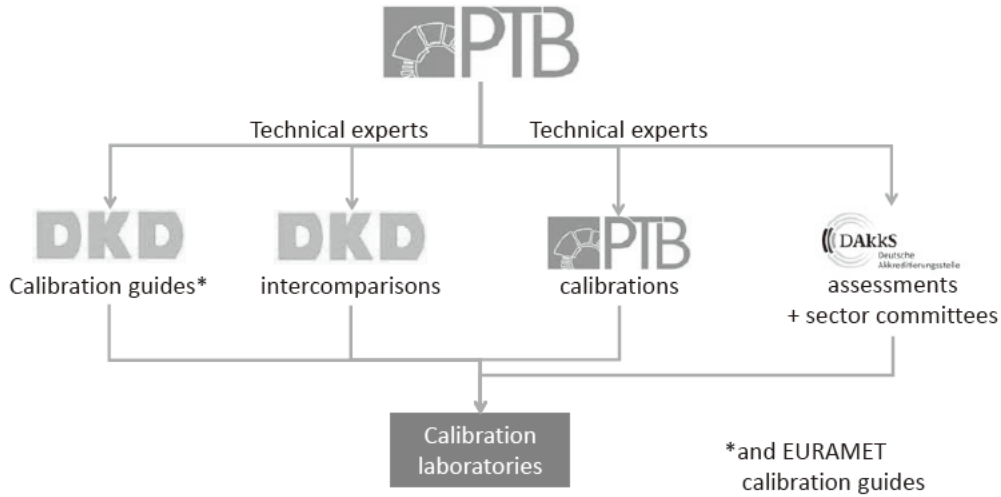 PTB
Technical experts
Technical experts
DKD
Calibration guides*
DKD
intercomparisons
PTB
calibrations
DAkkS
Deutsche
Akkreditierungsstelle
assessments
+ sector committees
Calibration
laboratories
*and EURAMET
calibration guides